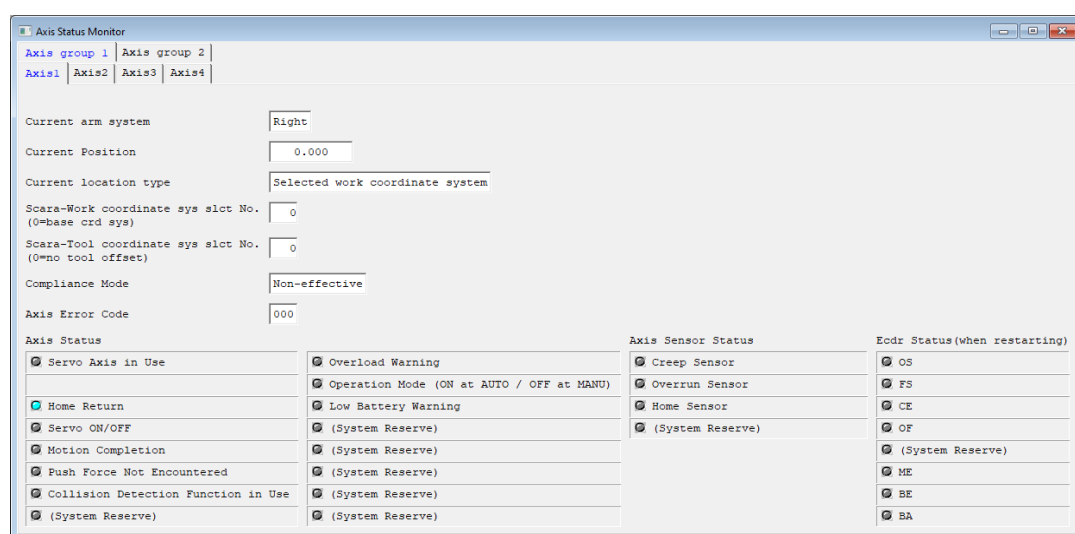 Axis Status Monitor
Axis group 1 Axis group 2
Axis1 Axis2 Axis3 Axis4
Current arm system Right
Current Position 0.000
Current location type Selected work coordinate system
Scara-Work coordinate sys slct No. 0
(0=base crd sys)
Scara-Tool coordinate sys slct No. 0
(0=no tool offset)
Compliance Mode Non-effective
Axis Error Code 000
Axis Status Axis Sensor Status Ecdr Status(when restarting)
Servo Axis in Use Overload Warning Creep Sensor OS
Operation Mode (ON at AUTO / OFF at MANU) Overrun Sensor FS
Home Return Low Battery Warning Home Sensor CE
Servo ON/OFF (System Reserve) (System Reserve) OF
Motion Completion (System Reserve) (System Reserve)
Push Force Not Encountered (System Reserve) ME
Collision Detection Function in Use (System Reserve) BE
(System Reserve) (System Reserve) BA